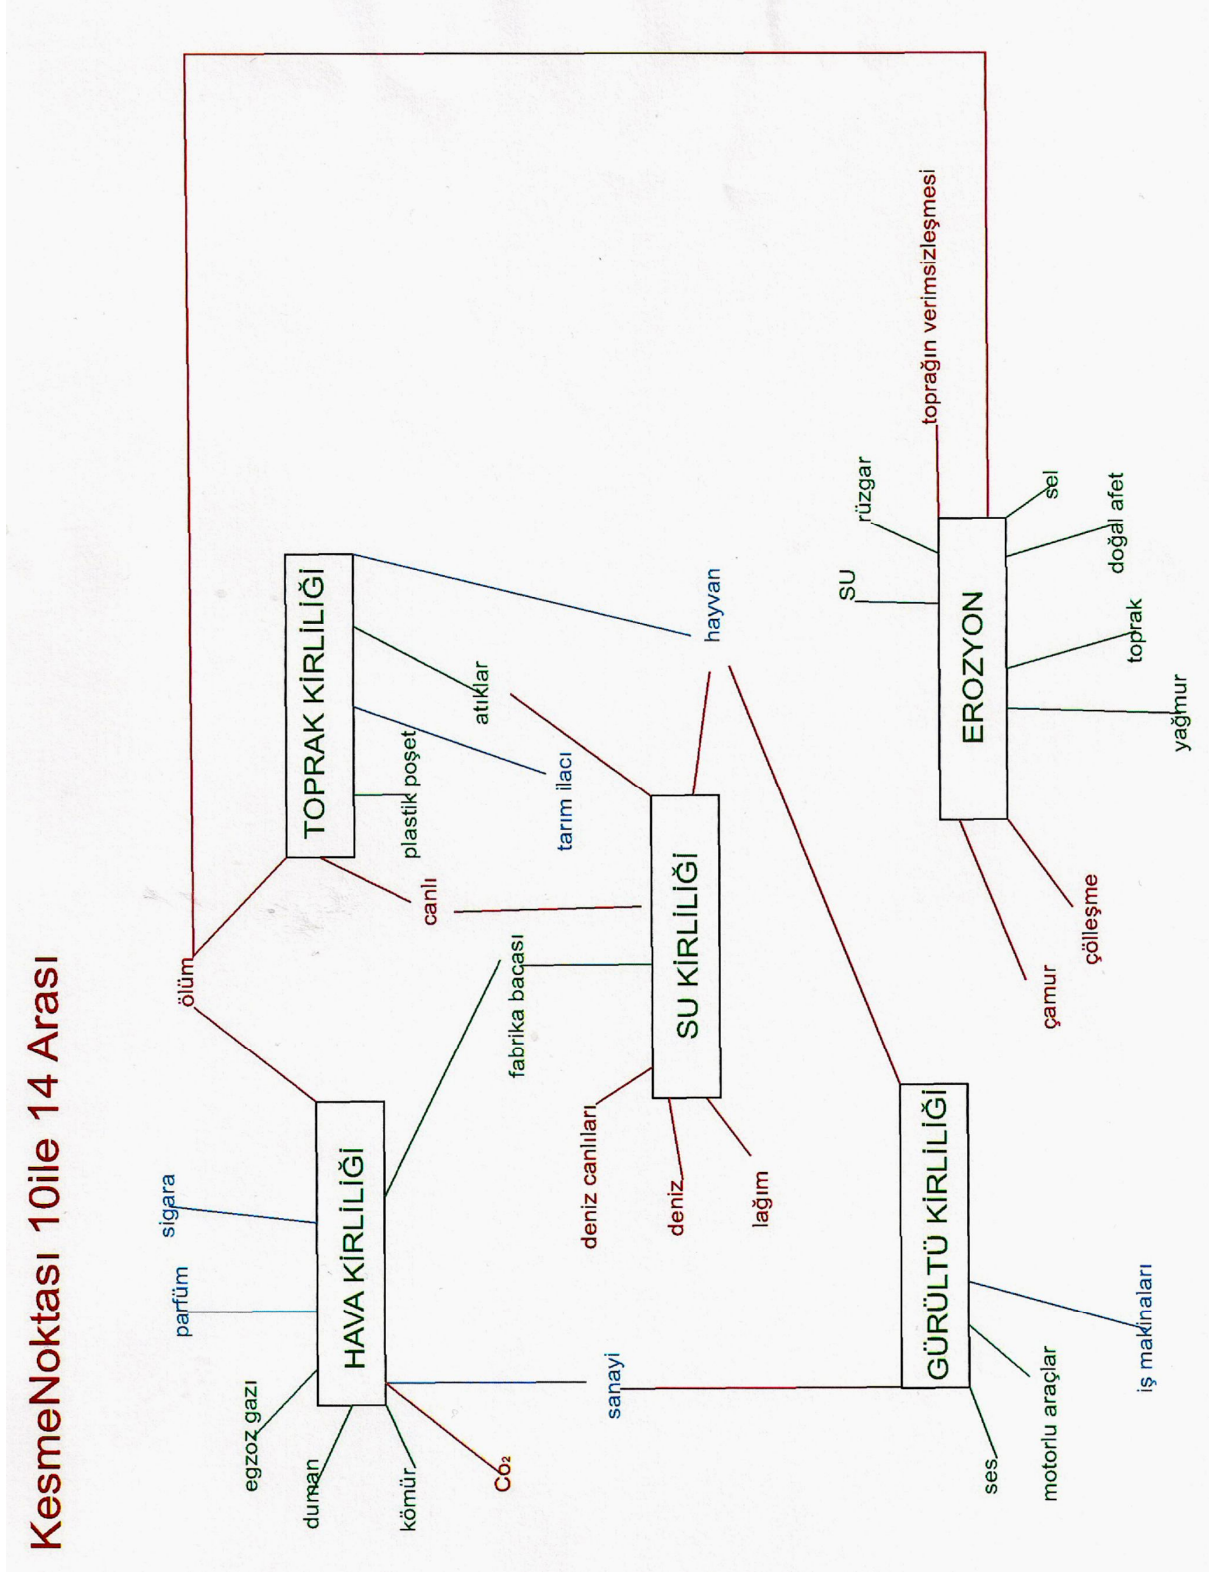 KesmeNoktası 10ile 14 Arası
ölüm
sigara
parfüm
egzoz gazı
duman
kömür
Co₂
HAVA KİRLİLİĞİ
TOPRAK KİRLİLİĞİ
plastik poşet
canlı
atıklar
tarım ilacı
fabrika bacası
deniz canlıları
deniz
lağım
SU KİRLİLİĞİ
hayvan
sanayi
GÜRÜLTÜ KİRLİLİĞİ
ses
motorlu araçlar
iş makinaları
SU
rüzgar
toprağın verimsizleşmesi
EROZYON
çamur
çölleşme
sel
doğal afet
toprak
yağmur